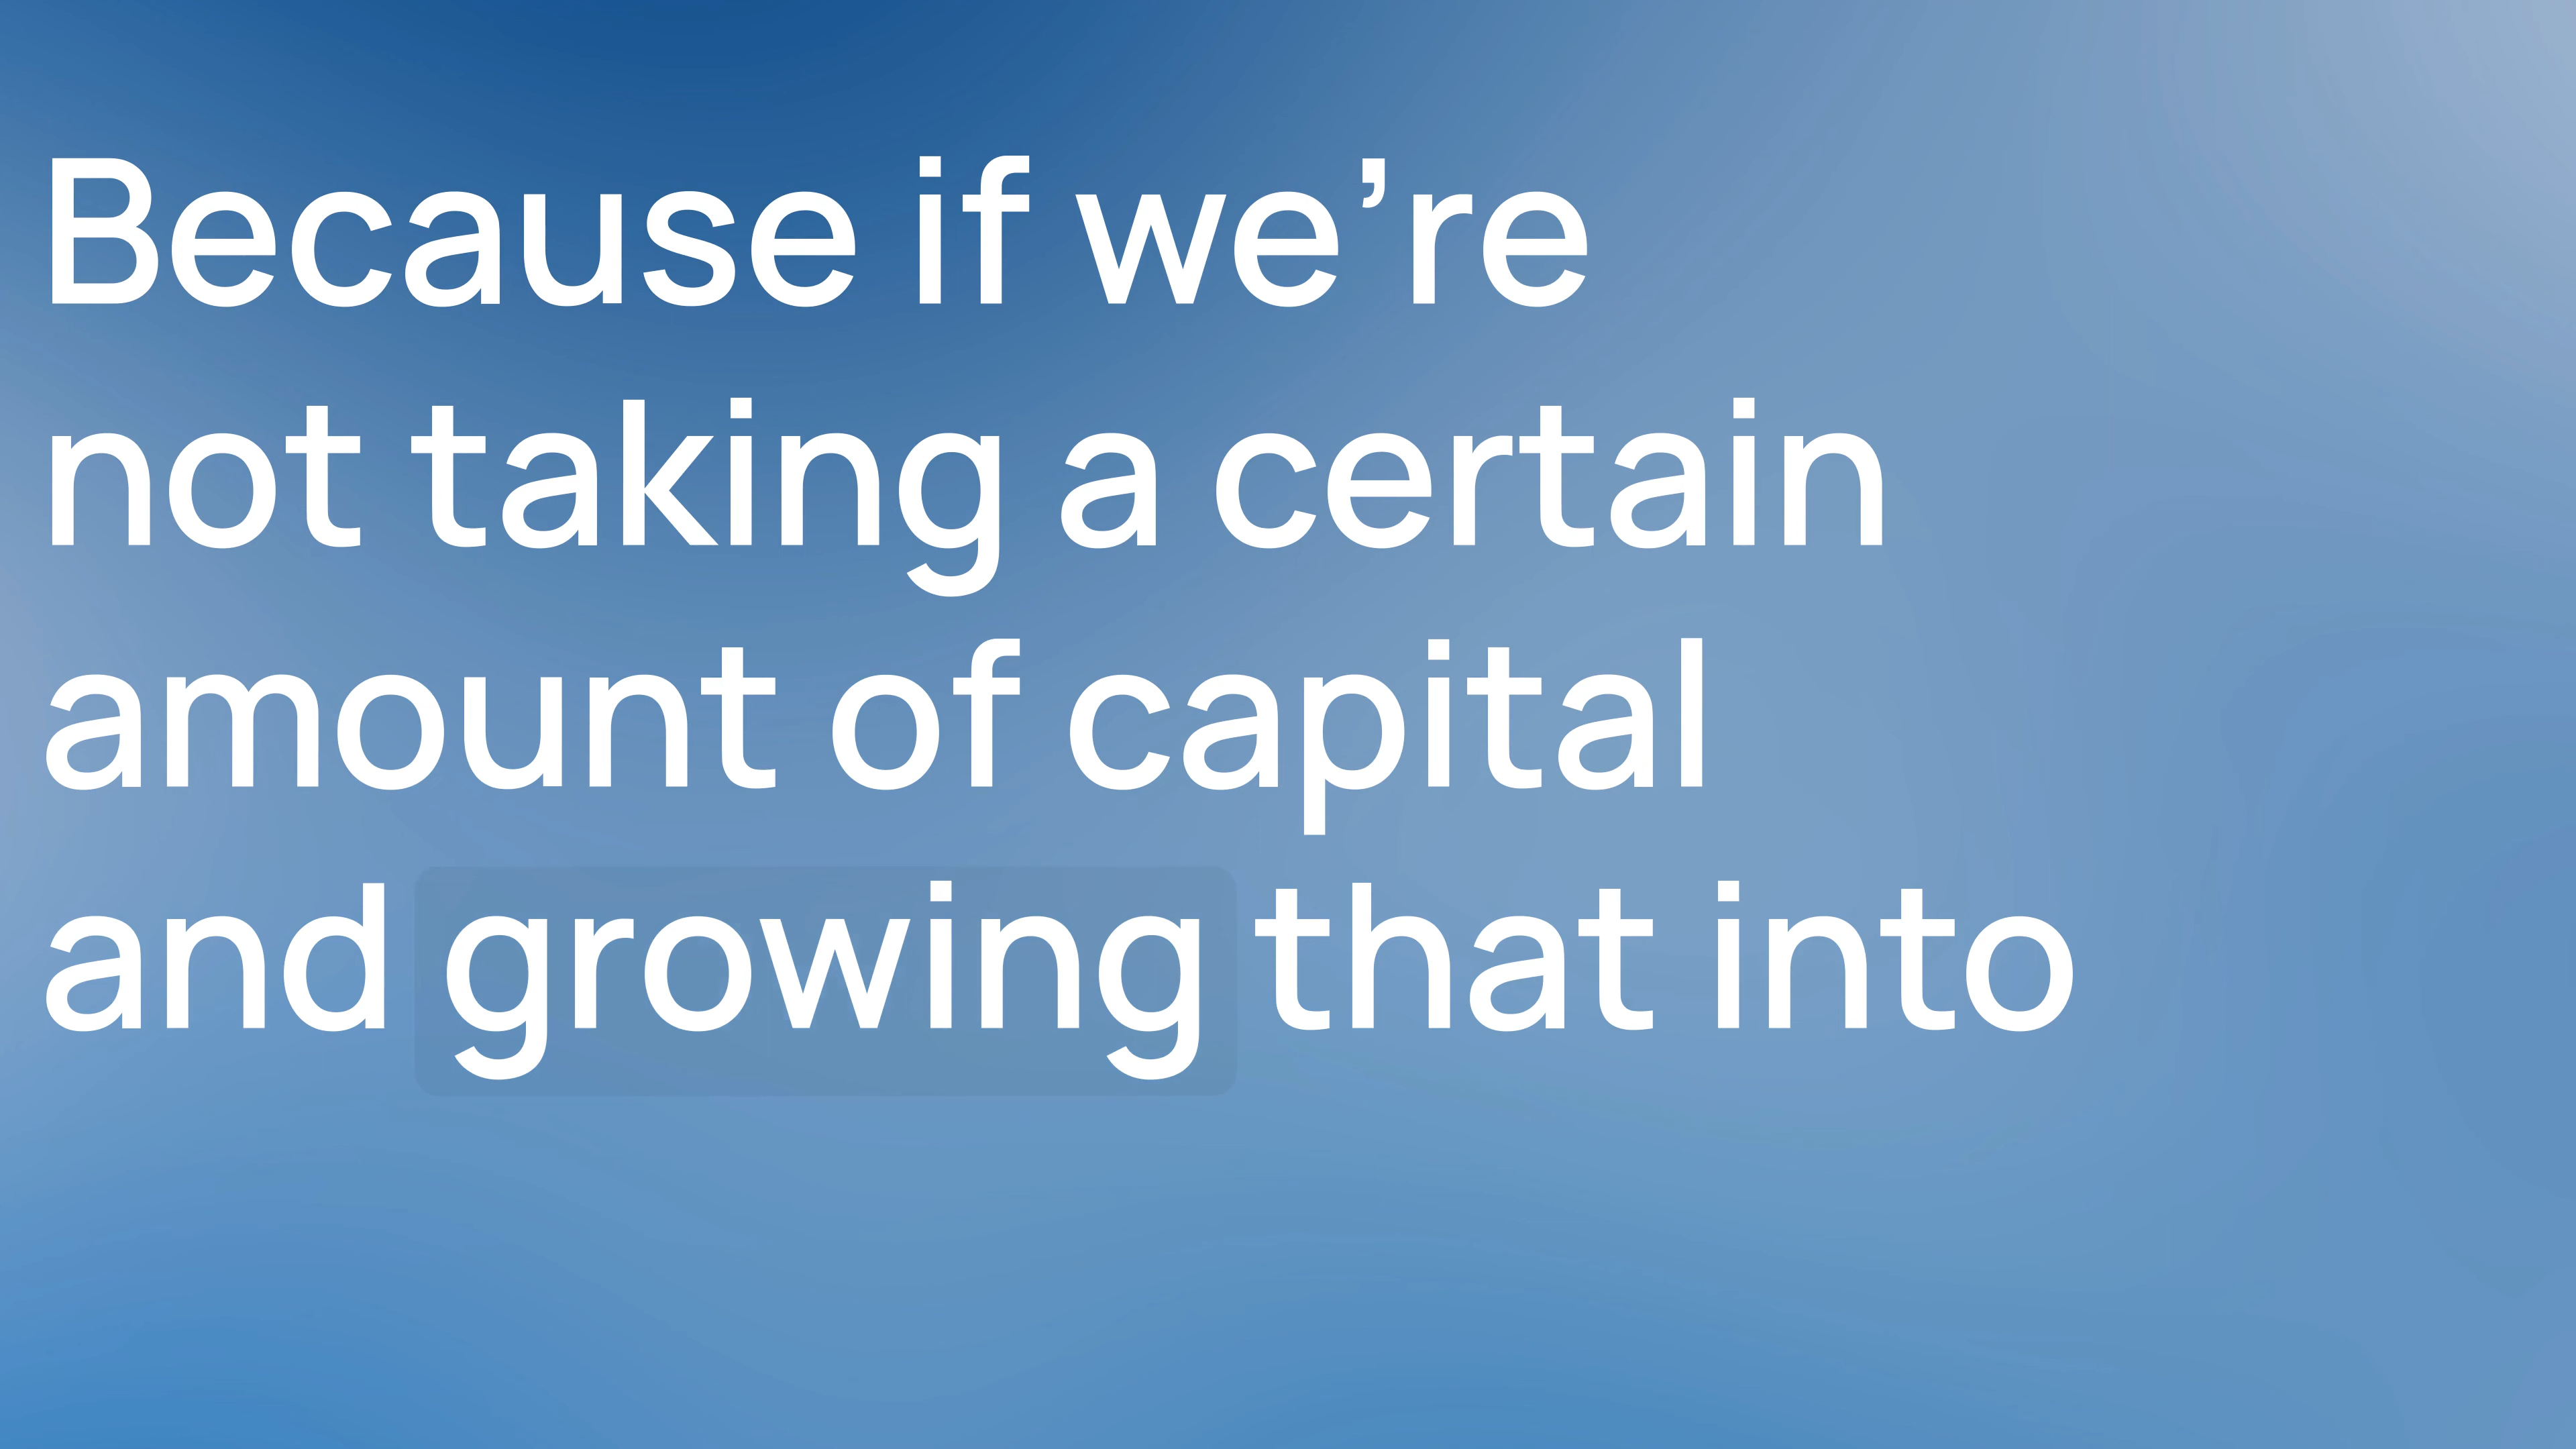 Because if we’re
not taking a certain
amount of capital
and growing that into